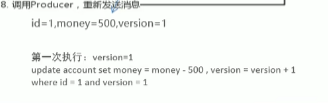 8. 调用Producer，重新发送消息
id=1,money=500,version=1
第一次执行：version=1
update account set money = money - 500 , version = version + 1
where id = 1 and version = 1